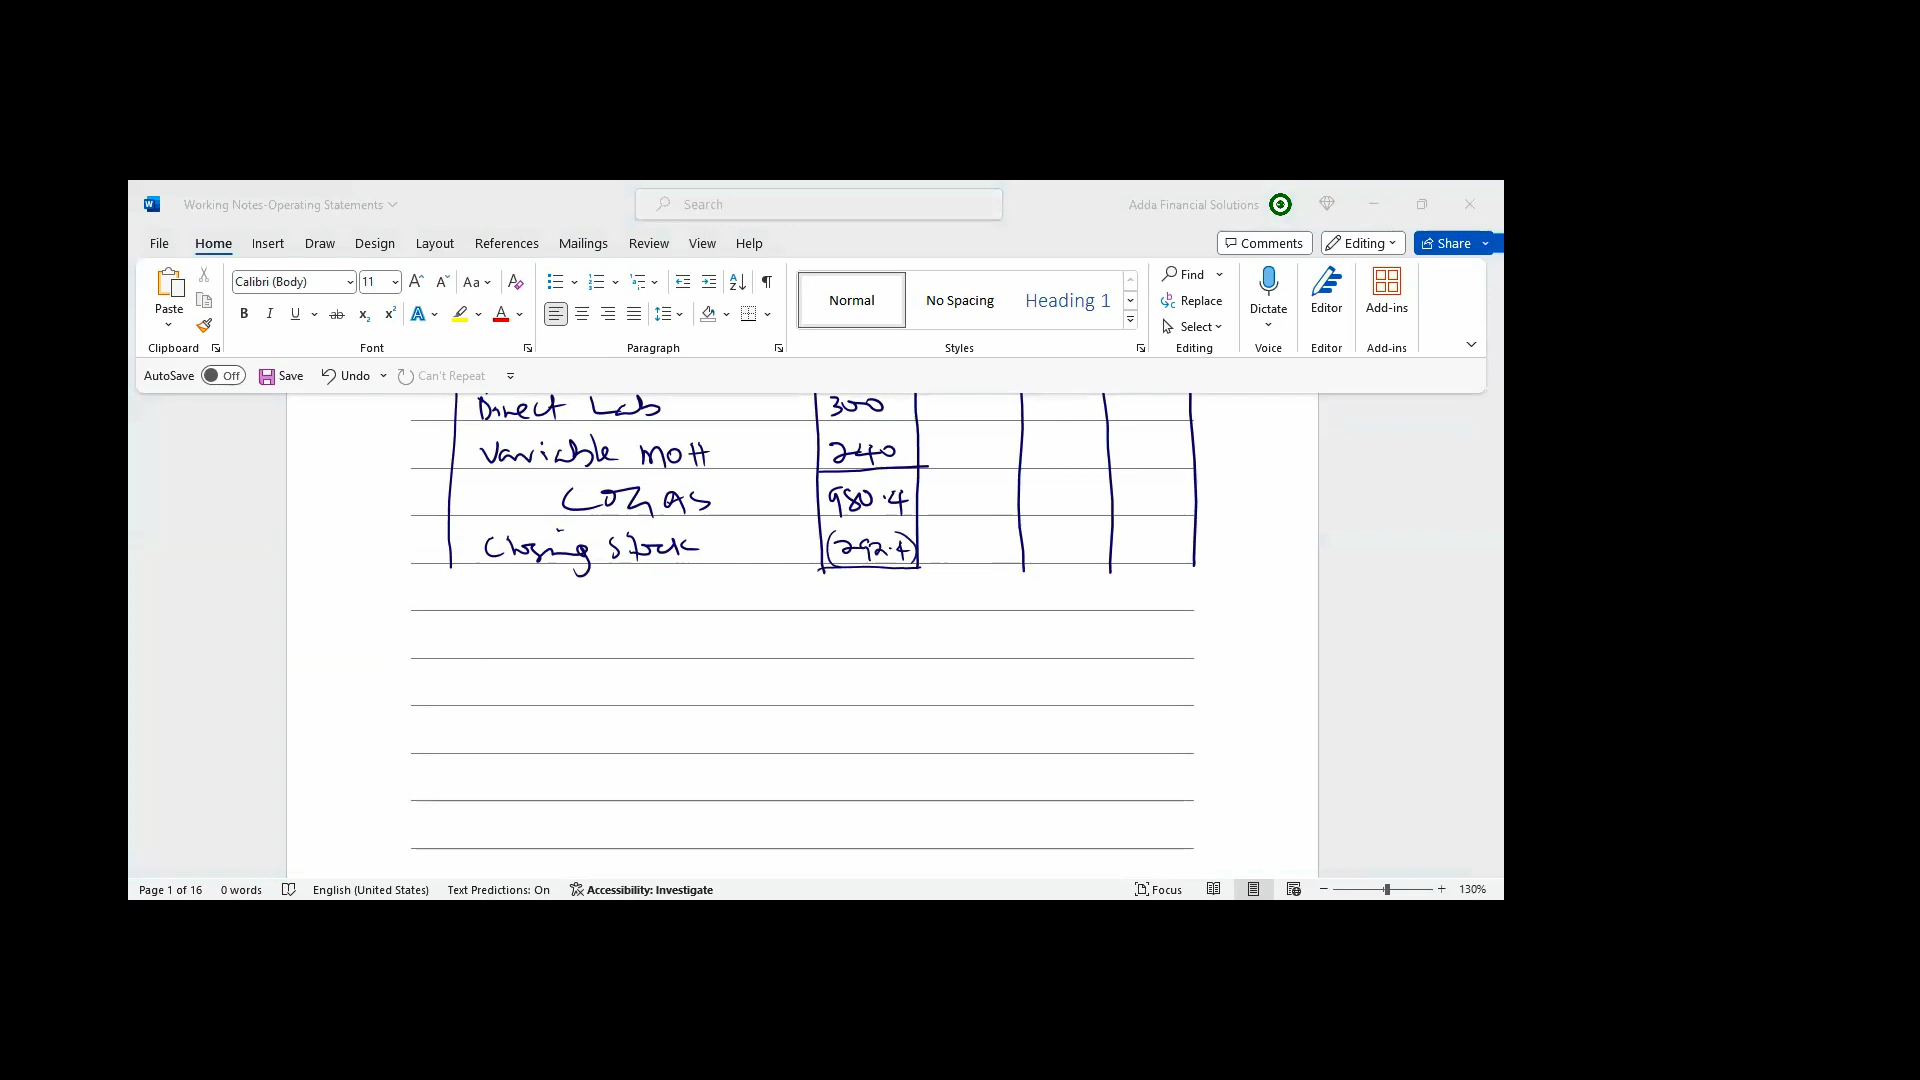 Working Notes-Operating Statements
Search
Adda Financial Solutions
File Home Insert Draw Design Layout References Mailings Review View Help
Comments Editing Share
Paste
Clipboard
Calibri (Body) 11
Font
Paragraph
Normal No Spacing Heading 1
Styles
Find
Replace
Select
Editing
Dictate
Voice
Editor
Editor
Add-ins
Add-ins
AutoSave Off Save Undo Can't Repeat
Direct Lab 300
Variable MOH 240
COGAS 980.4
Closing Stock (292.4)
Page 1 of 16 0 words English (United States) Text Predictions: On Accessibility: Investigate Focus 130%